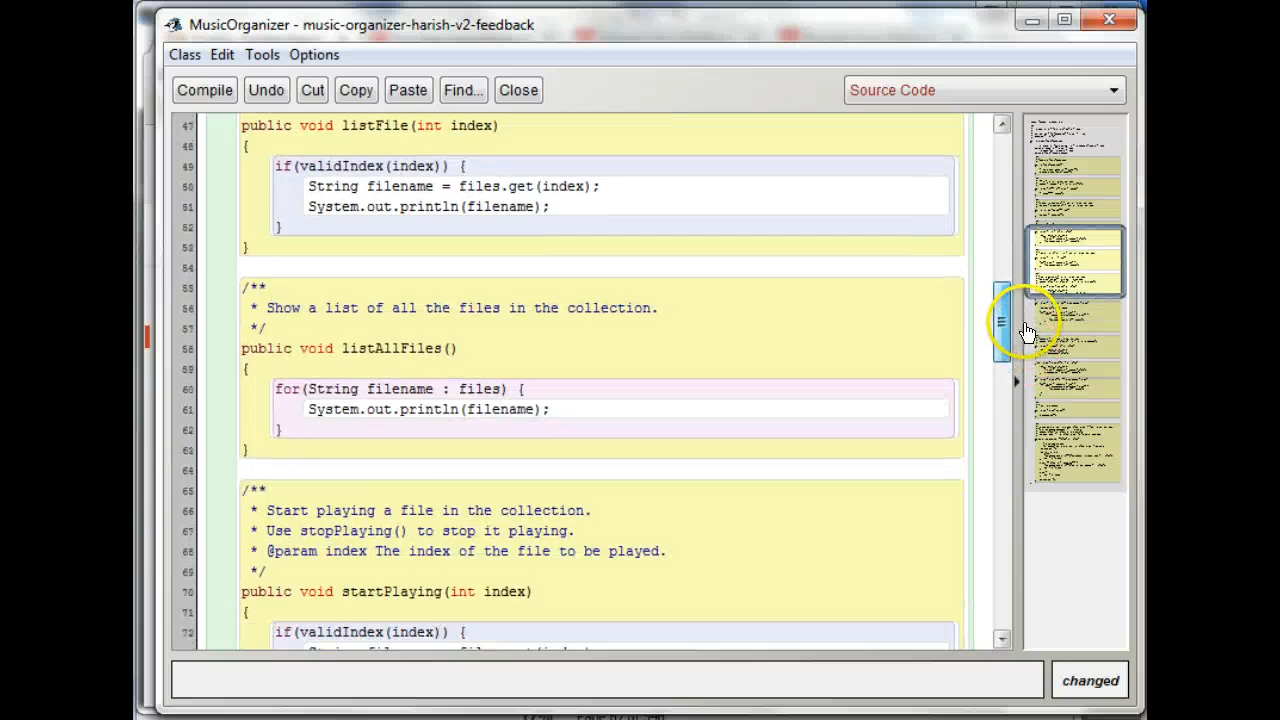 MusicOrganizer - music-organizer-harish-v2-feedback
Class Edit Tools Options
Compile Undo Cut Copy Paste Find... Close Source Code
47 public void listFile(int index)
48 {
49 if(validIndex(index)) {
50 String filename = files.get(index);
51 System.out.println(filename);
52 }
53 }
54
55 /**
56 * Show a list of all the files in the collection.
57 */
58 public void listAllFiles()
59 {
60 for(String filename : files) {
61 System.out.println(filename);
62 }
63 }
64
65 /**
66 * Start playing a file in the collection.
67 * Use stopPlaying() to stop it playing.
68 * @param index The index of the file to be played.
69 */
70 public void startPlaying(int index)
71 {
72 if(validIndex(index)) {
changed